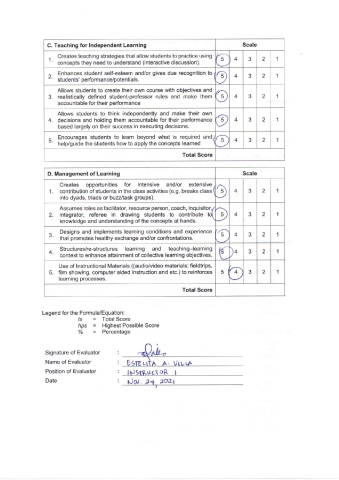 C. Teaching for Independent Learning Scale
1. Creates teaching strategies that allow students to practice using 5 4 3 2 1
concepts they need to understand (interactive discussion).
2. Enhances student self-esteem and/or gives due recognition to 5 4 3 2 1
students' performance/potentials.
Allows students to create their own course with objectives and
3. realistically defined student-professor rules and make them 5 4 3 2 1
accountable for their performance
Allows students to think independently and make their own
4. decisions and holding them accountable for their performance 5 4 3 2 1
based largely on their success in executing decisions.
5. Encourages students to learn beyond what is required and 5 4 3 2 1
help/guide the students how to apply the concepts learned
Total Score
D. Management of Learning Scale
Creates opportunities for intensive and/or extensive
1. contribution of students in the class activities (e.g. breaks class 5 4 3 2 1
into dyads, triads or buzz/task groups).
Assumes roles as facilitator, resource person, coach, inquisitor,
2. integrator, referee in drawing students to contribute to 5 4 3 2 1
knowledge and understanding of the concepts at hands.
3. Designs and implements learning conditions and experience 5 4 3 2 1
that promotes healthy exchange and/or confrontations.
4. Structures/re-structures learning and teaching-learning 5 4 3 2 1
context to enhance attainment of collective learning objectives.
Use of Instructional Materials (audio/video materials: fieldtrips,
5. film showing, computer aided instruction and etc.) to reinforces 5 4 3 2 1
learning processes.
Total Score
Legend for the Formula/Equation:
ts = Total Score
hps = Highest Possible Score
% = Percentage
Signature of Evaluator :
Name of Evaluator : ESTELITA A. VILLA
Position of Evaluator : INSTRUCTOR I
Date : NOV. 24, 2021